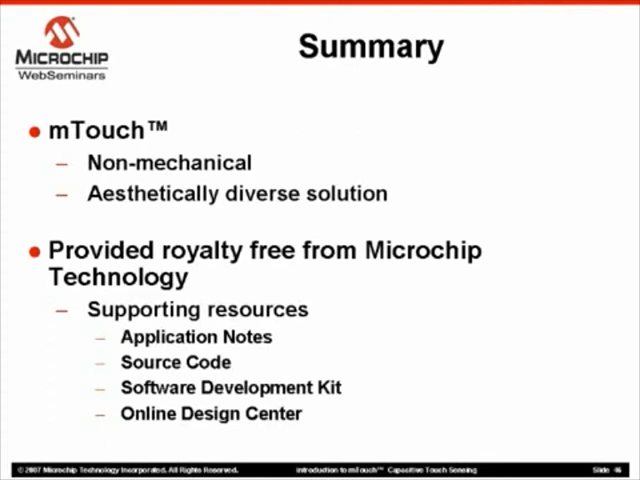 Summary
MICROCHIP
WebSeminars
● mTouch™
– Non-mechanical
– Aesthetically diverse solution
● Provided royalty free from Microchip
Technology
– Supporting resources
– Application Notes
– Source Code
– Software Development Kit
– Online Design Center
© 2007 Microchip Technology Incorporated. All Rights Reserved. Introduction to mTouch™ Capacitive Touch Sensing Slide 46